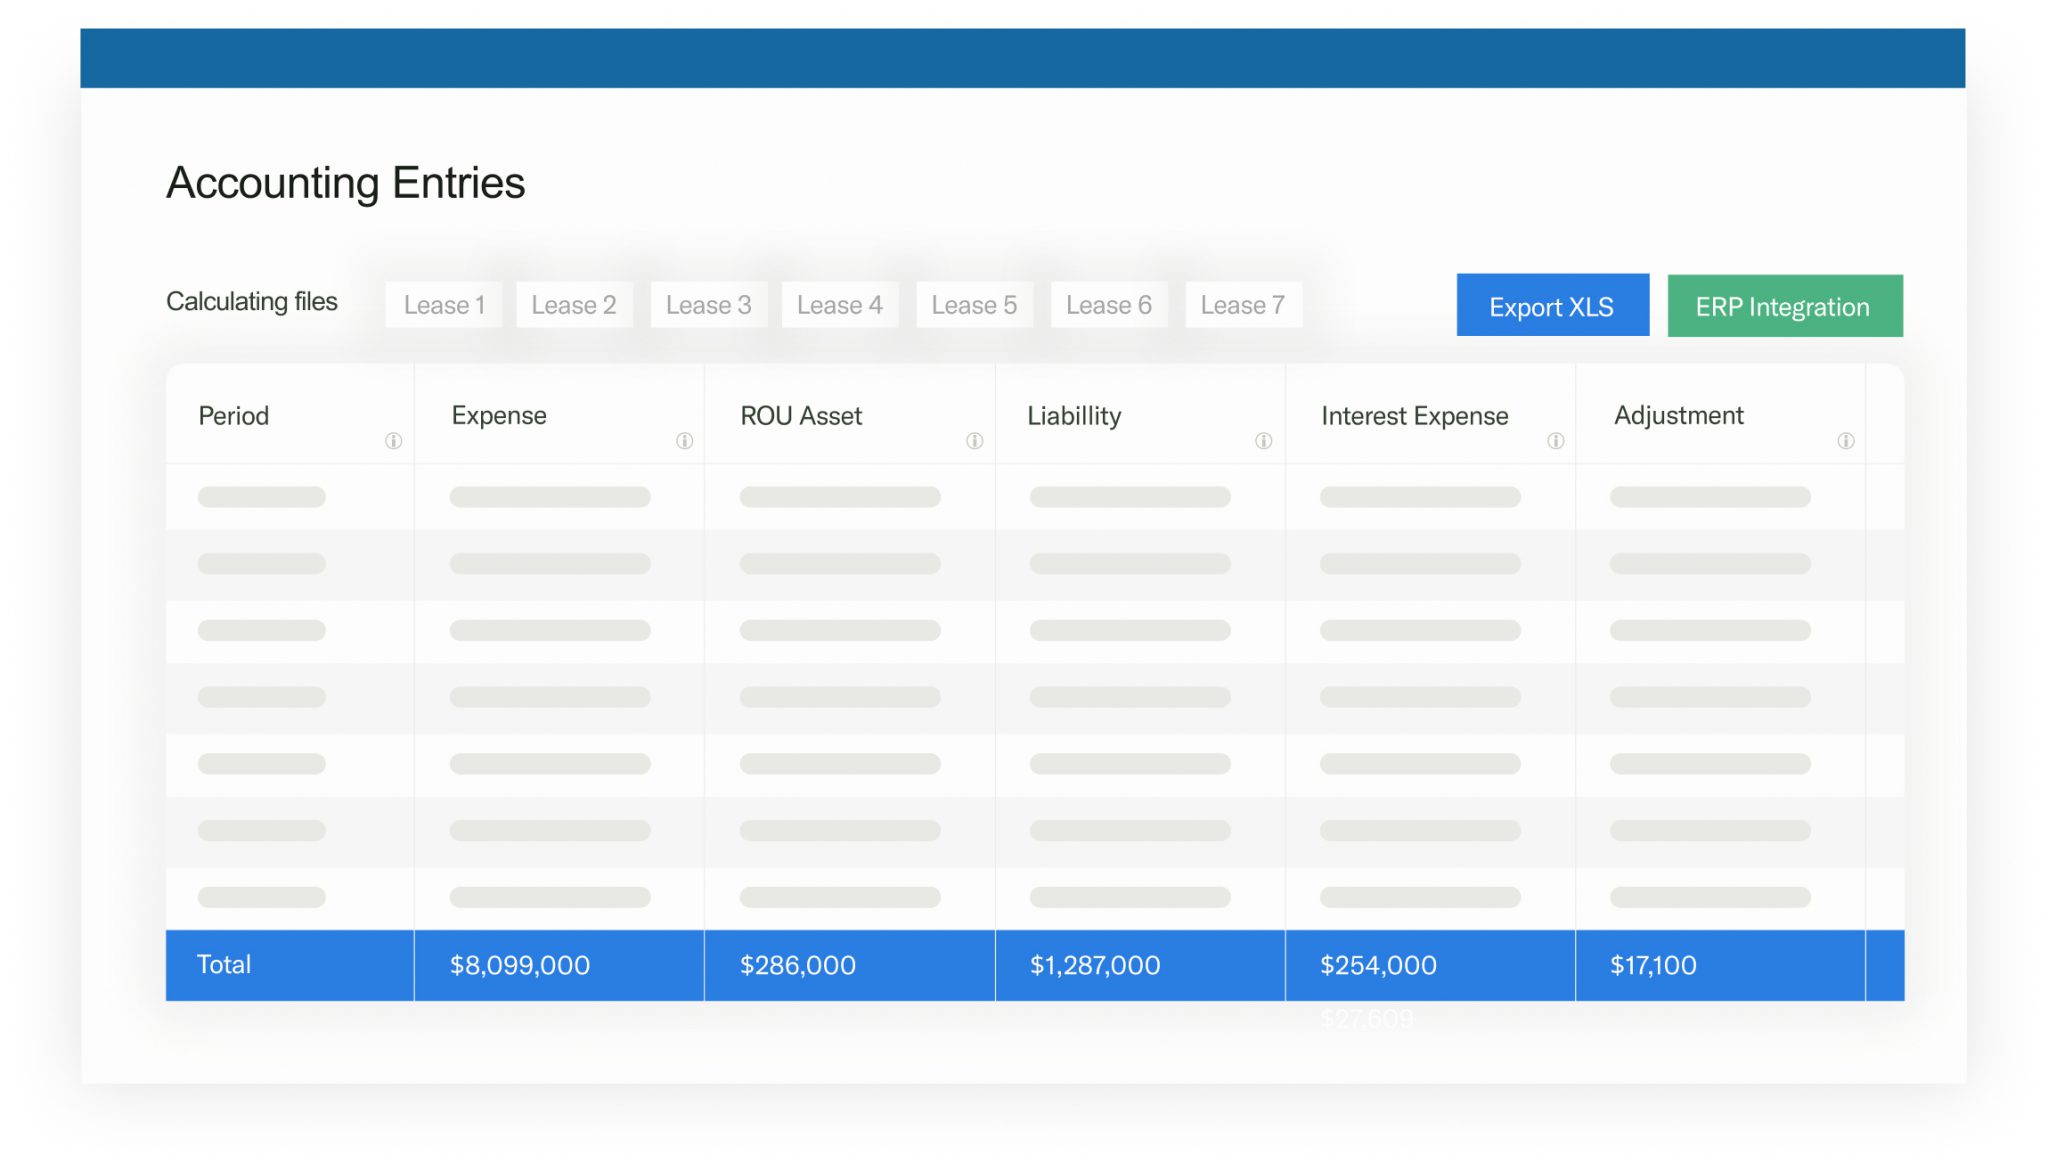 Accounting Entries
Calculating files Lease 1 Lease 2 Lease 3 Lease 4 Lease 5 Lease 6 Lease 7 Export XLS ERP Integration
Period Expense ROU Asset Liabillity Interest Expense Adjustment
Total $8,099,000 $286,000 $1,287,000 $254,000 $17,100
$27,609